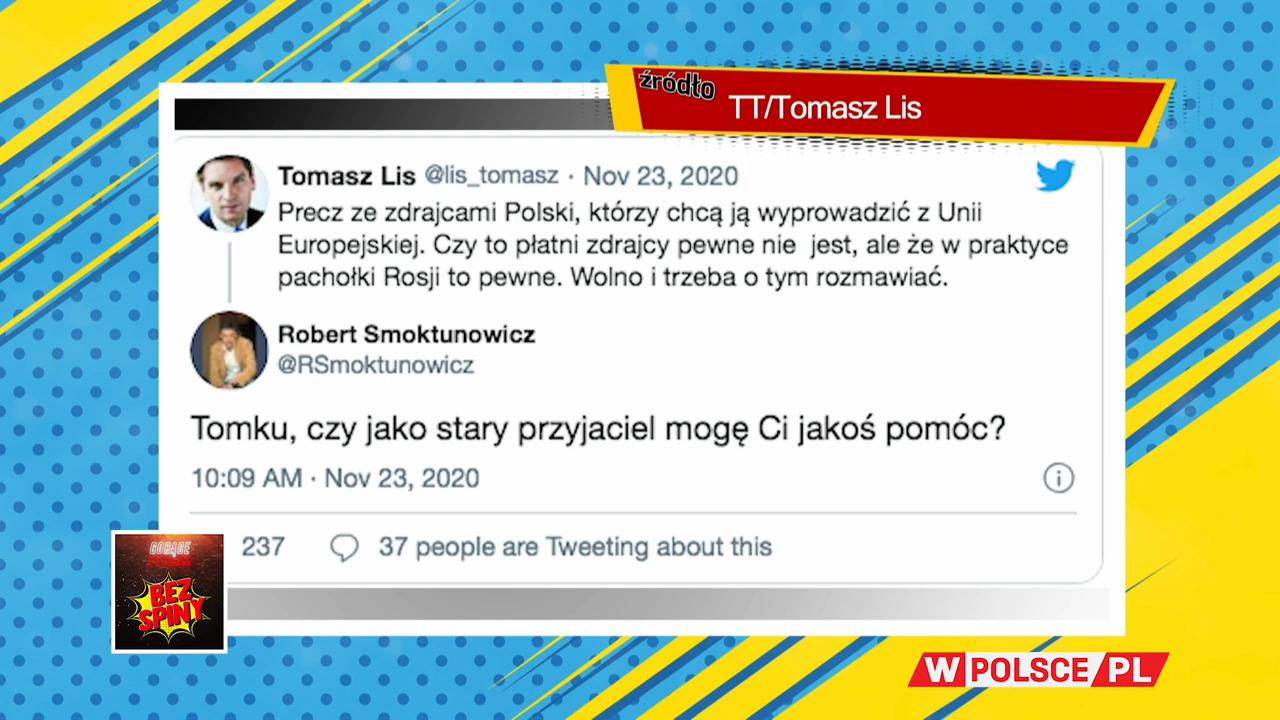 źródło
TT/Tomasz Lis
Tomasz Lis @lis_tomasz · Nov 23, 2020
Precz ze zdrajcami Polski, którzy chcą ją wyprowadzić z Unii
Europejskiej. Czy to płatni zdrajcy pewne nie  jest, ale że w praktyce
pachołki Rosji to pewne. Wolno i trzeba o tym rozmawiać.
Robert Smoktunowicz
@RSmoktunowicz
Tomku, czy jako stary przyjaciel mogę Ci jakoś pomóc?
10:09 AM · Nov 23, 2020
237
37 people are Tweeting about this
GORĄCE
BEZ
SPINY
W POLSCE/PL